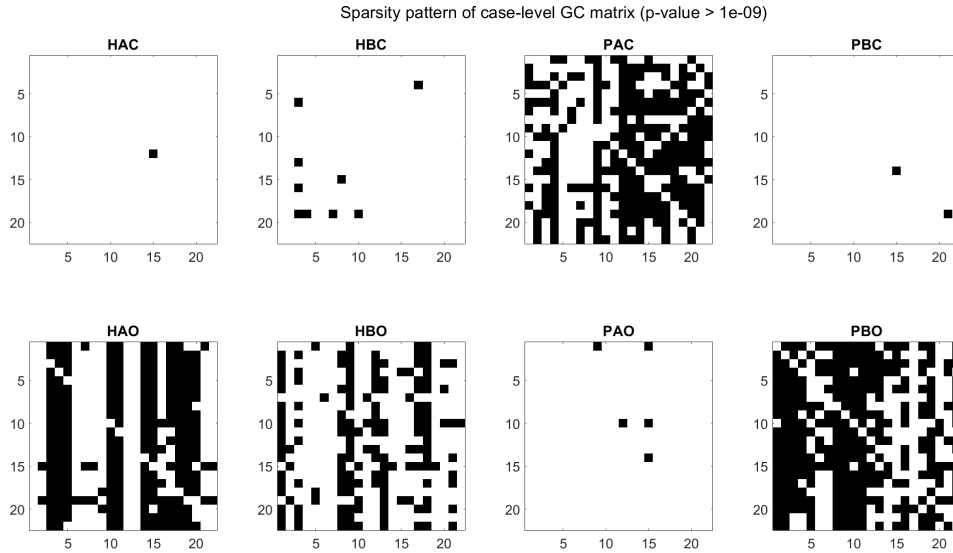 Sparsity pattern of case-level GC matrix (p-value > 1e-09)
HAC HBC PAC PBC
5 5 5 5
10 10 10 10
15 15 15 15
20 20 20 20
5 10 15 20 5 10 15 20 5 10 15 20 5 10 15 20
HAO HBO PAO PBO
5 5 5 5
10 10 10 10
15 15 15 15
20 20 20 20
5 10 15 20 5 10 15 20 5 10 15 20 5 10 15 20